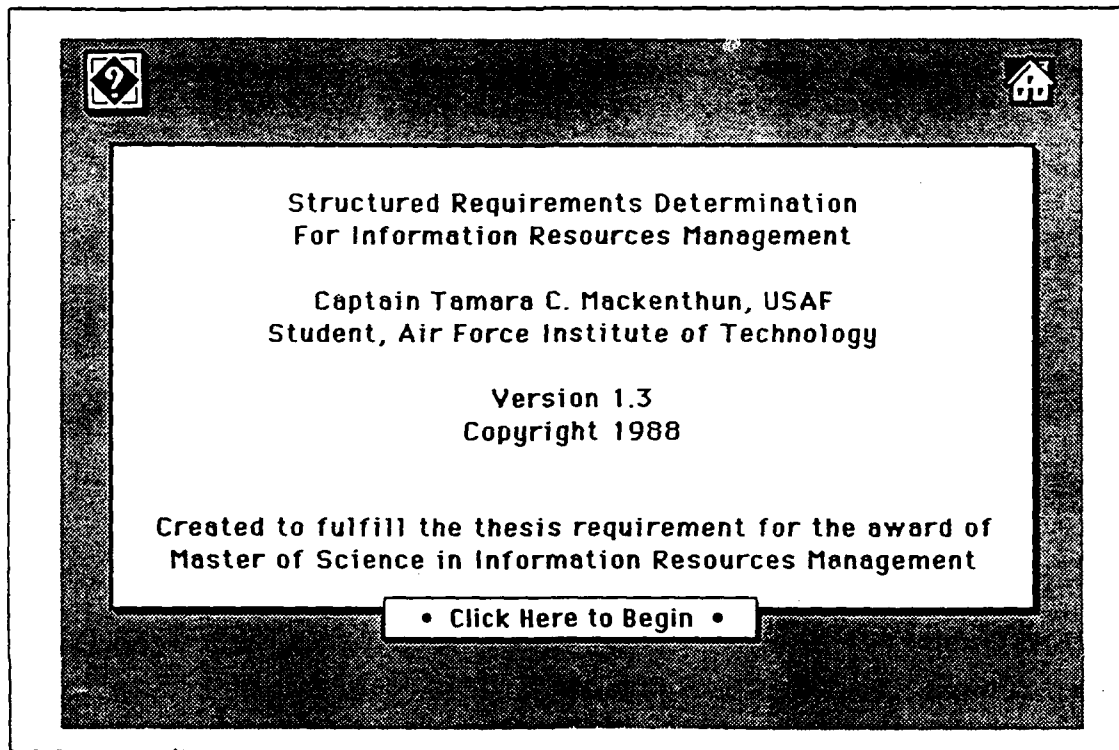 ?
Structured Requirements Determination
For Information Resources Management
Captain Tamara C. Mackenthun, USAF
Student, Air Force Institute of Technology
Version 1.3
Copyright 1988
Created to fulfill the thesis requirement for the award of
Master of Science in Information Resources Management
• Click Here to Begin •